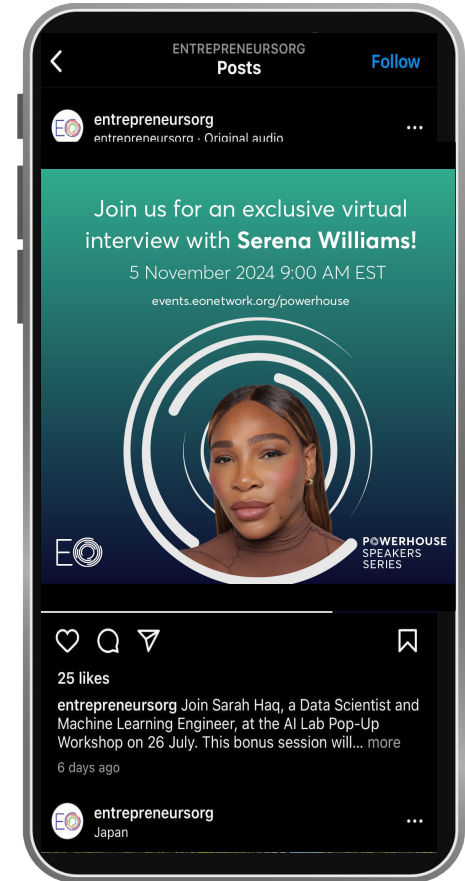 ENTREPRENEURSORG
Posts
Follow
EO
entrepreneursorg
entrepreneursorg · Original audio
Join us for an exclusive virtual
interview with Serena Williams!
5 November 2024 9:00 AM EST
events.eonetwork.org/powerhouse
EO
POWERHOUSE
SPEAKERS
SERIES
25 likes
entrepreneursorg Join Sarah Haq, a Data Scientist and
Machine Learning Engineer, at the AI Lab Pop-Up
Workshop on 26 July. This bonus session will... more
6 days ago
EO
entrepreneursorg
Japan